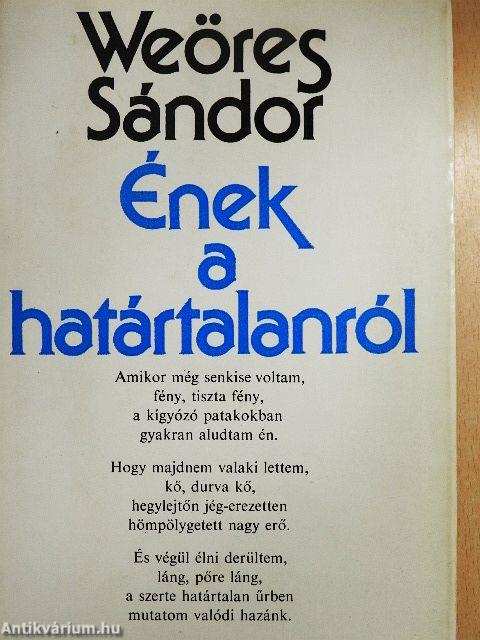 Weöres
Sándor
Ének
a
határtalanról
Amikor még senkise voltam,
fény, tiszta fény,
a kígyózó patakokban
gyakran aludtam én.
Hogy majdnem valaki lettem,
kő, durva kő,
hegylejtőn jég-erezetten
hömpölygetett nagy erő.
És végül élni derültem,
láng, pőre láng,
a szerte határtalan űrben
mutatom valódi hazánk.
Antikvárium.hu